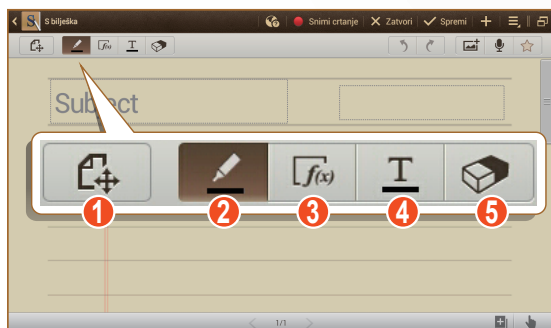 S bilješka Snimi crtanje Zatvori Spremi
f(x) T
Subject
f(x) T
1 2 3 4 5
1/1